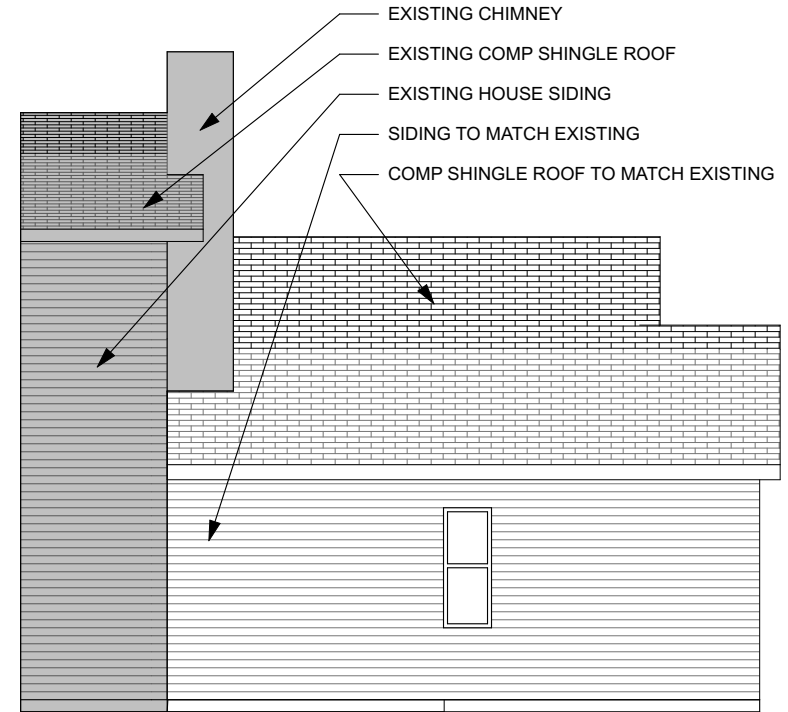 EXISTING CHIMNEY
EXISTING COMP SHINGLE ROOF
EXISTING HOUSE SIDING
SIDING TO MATCH EXISTING
COMP SHINGLE ROOF TO MATCH EXISTING